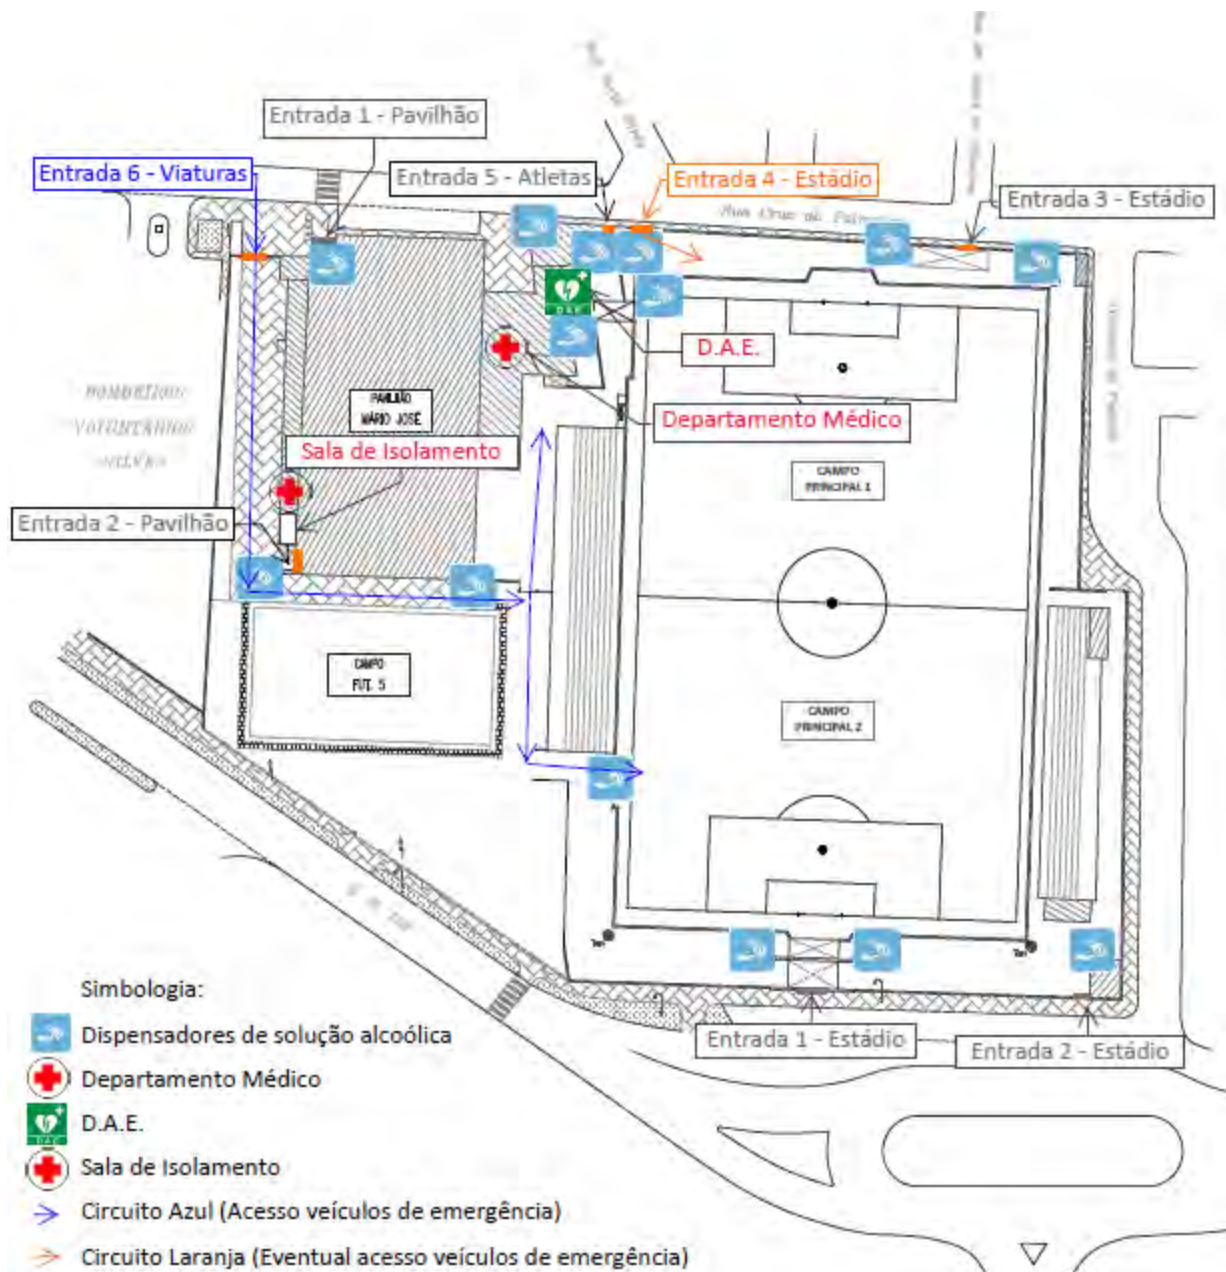 Entrada 1 - Pavilhão
Entrada 6 - Viaturas
Entrada 5 - Atletas
Entrada 4 - Estádio
Entrada 3 - Estádio
Rua Cruz de
D.A.E.
Departamento Médico
PAVILHÃO
MÁRIO JOSÉ
Sala de Isolamento
CAMPO
PRINCIPAL 1
Entrada 2 - Pavilhão
CAMPO
FUT. 5
CAMPO
PRINCIPAL 2
Entrada 1 - Estádio
Entrada 2 - Estádio
Simbologia:
Dispensadores de solução alcoólica
Departamento Médico
D.A.E.
Sala de Isolamento
Circuito Azul (Acesso veículos de emergência)
Circuito Laranja (Eventual acesso veículos de emergência)